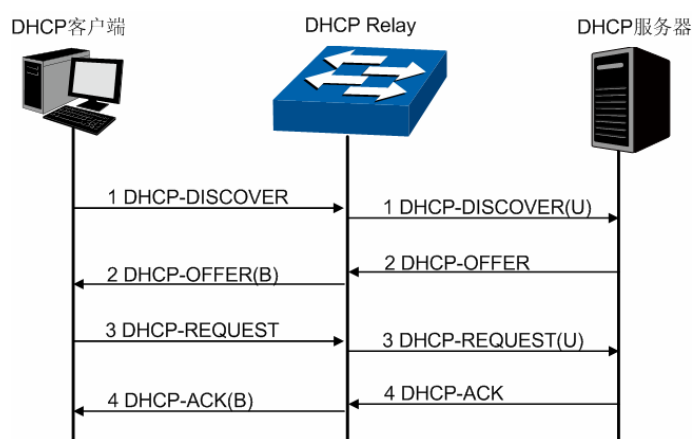 DHCP客户端
DHCP Relay
DHCP服务器
1 DHCP-DISCOVER
1 DHCP-DISCOVER(U)
2 DHCP-OFFER(B)
2 DHCP-OFFER
3 DHCP-REQUEST
3 DHCP-REQUEST(U)
4 DHCP-ACK(B)
4 DHCP-ACK